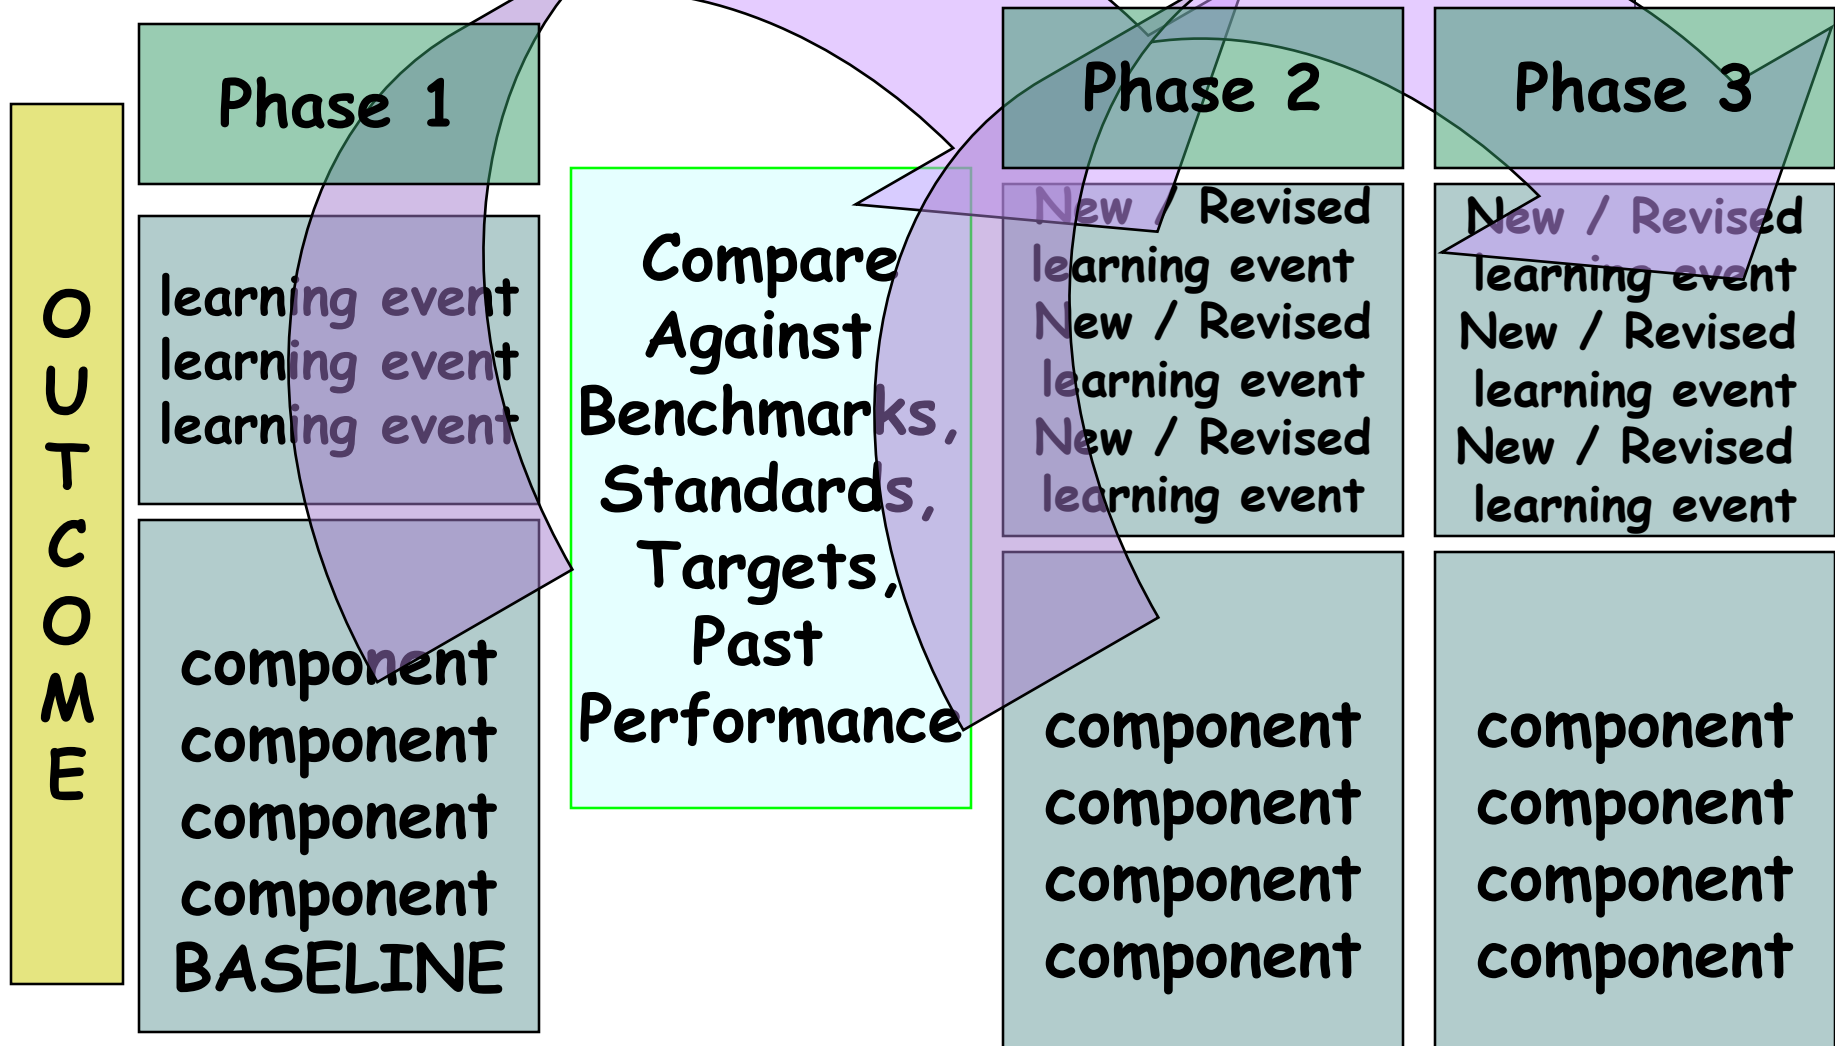 O
U
T
C
O
M
E
Phase 1
learning event
learning event
learning event
component
component
component
component
BASELINE
Compare
Against
Benchmarks,
Standards,
Targets,
Past
Performance
Phase 2
New / Revised
learning event
New / Revised
learning event
New / Revised
learning event
component
component
component
component
Phase 3
New / Revised
learning event
New / Revised
learning event
New / Revised
learning event
component
component
component
component